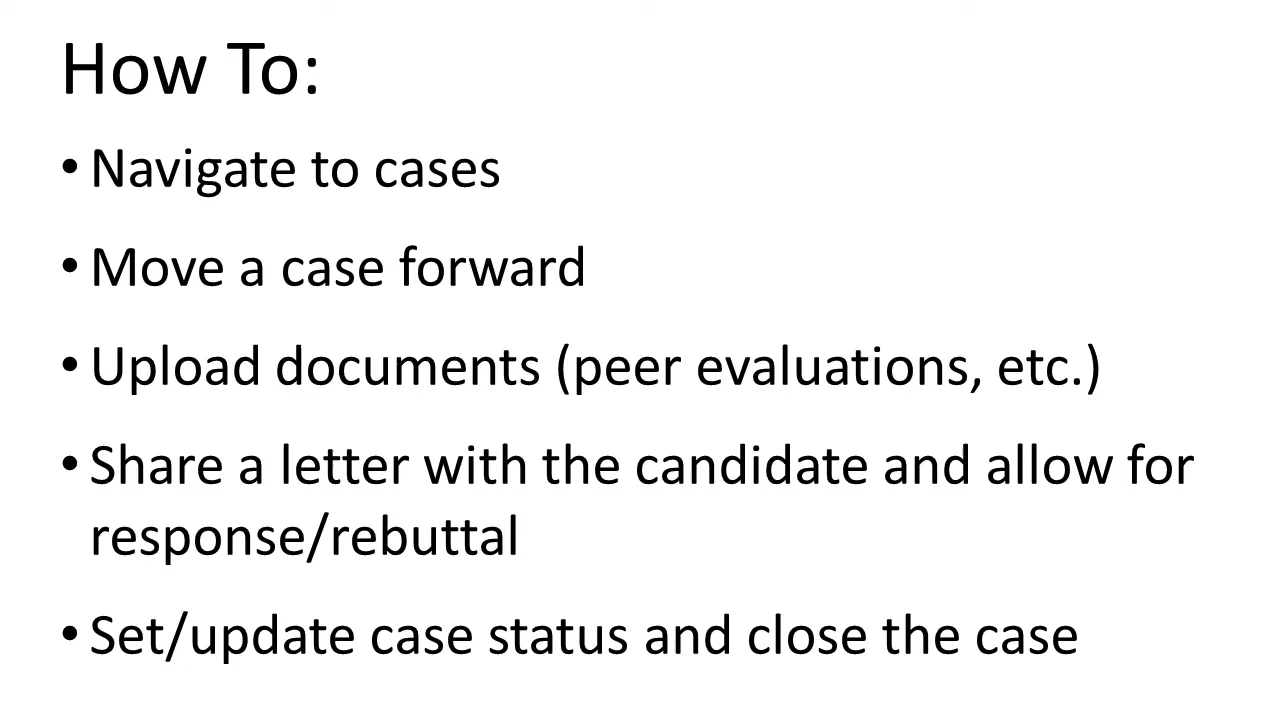 How To:
• Navigate to cases
• Move a case forward
• Upload documents (peer evaluations, etc.)
• Share a letter with the candidate and allow for
response/rebuttal
• Set/update case status and close the case